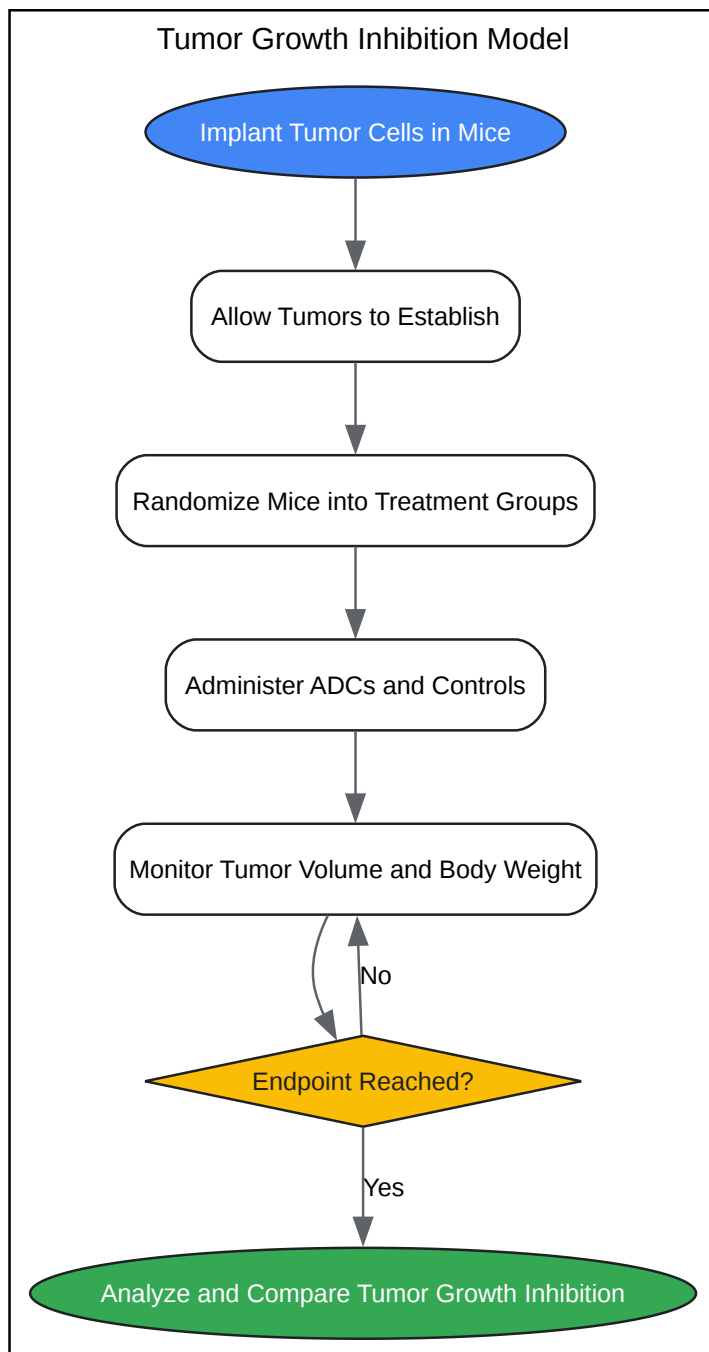 Tumor Growth Inhibition Model
Implant Tumor Cells in Mice
Allow Tumors to Establish
Randomize Mice into Treatment Groups
Administer ADCs and Controls
Monitor Tumor Volume and Body Weight
No
Endpoint Reached?
Yes
Analyze and Compare Tumor Growth Inhibition